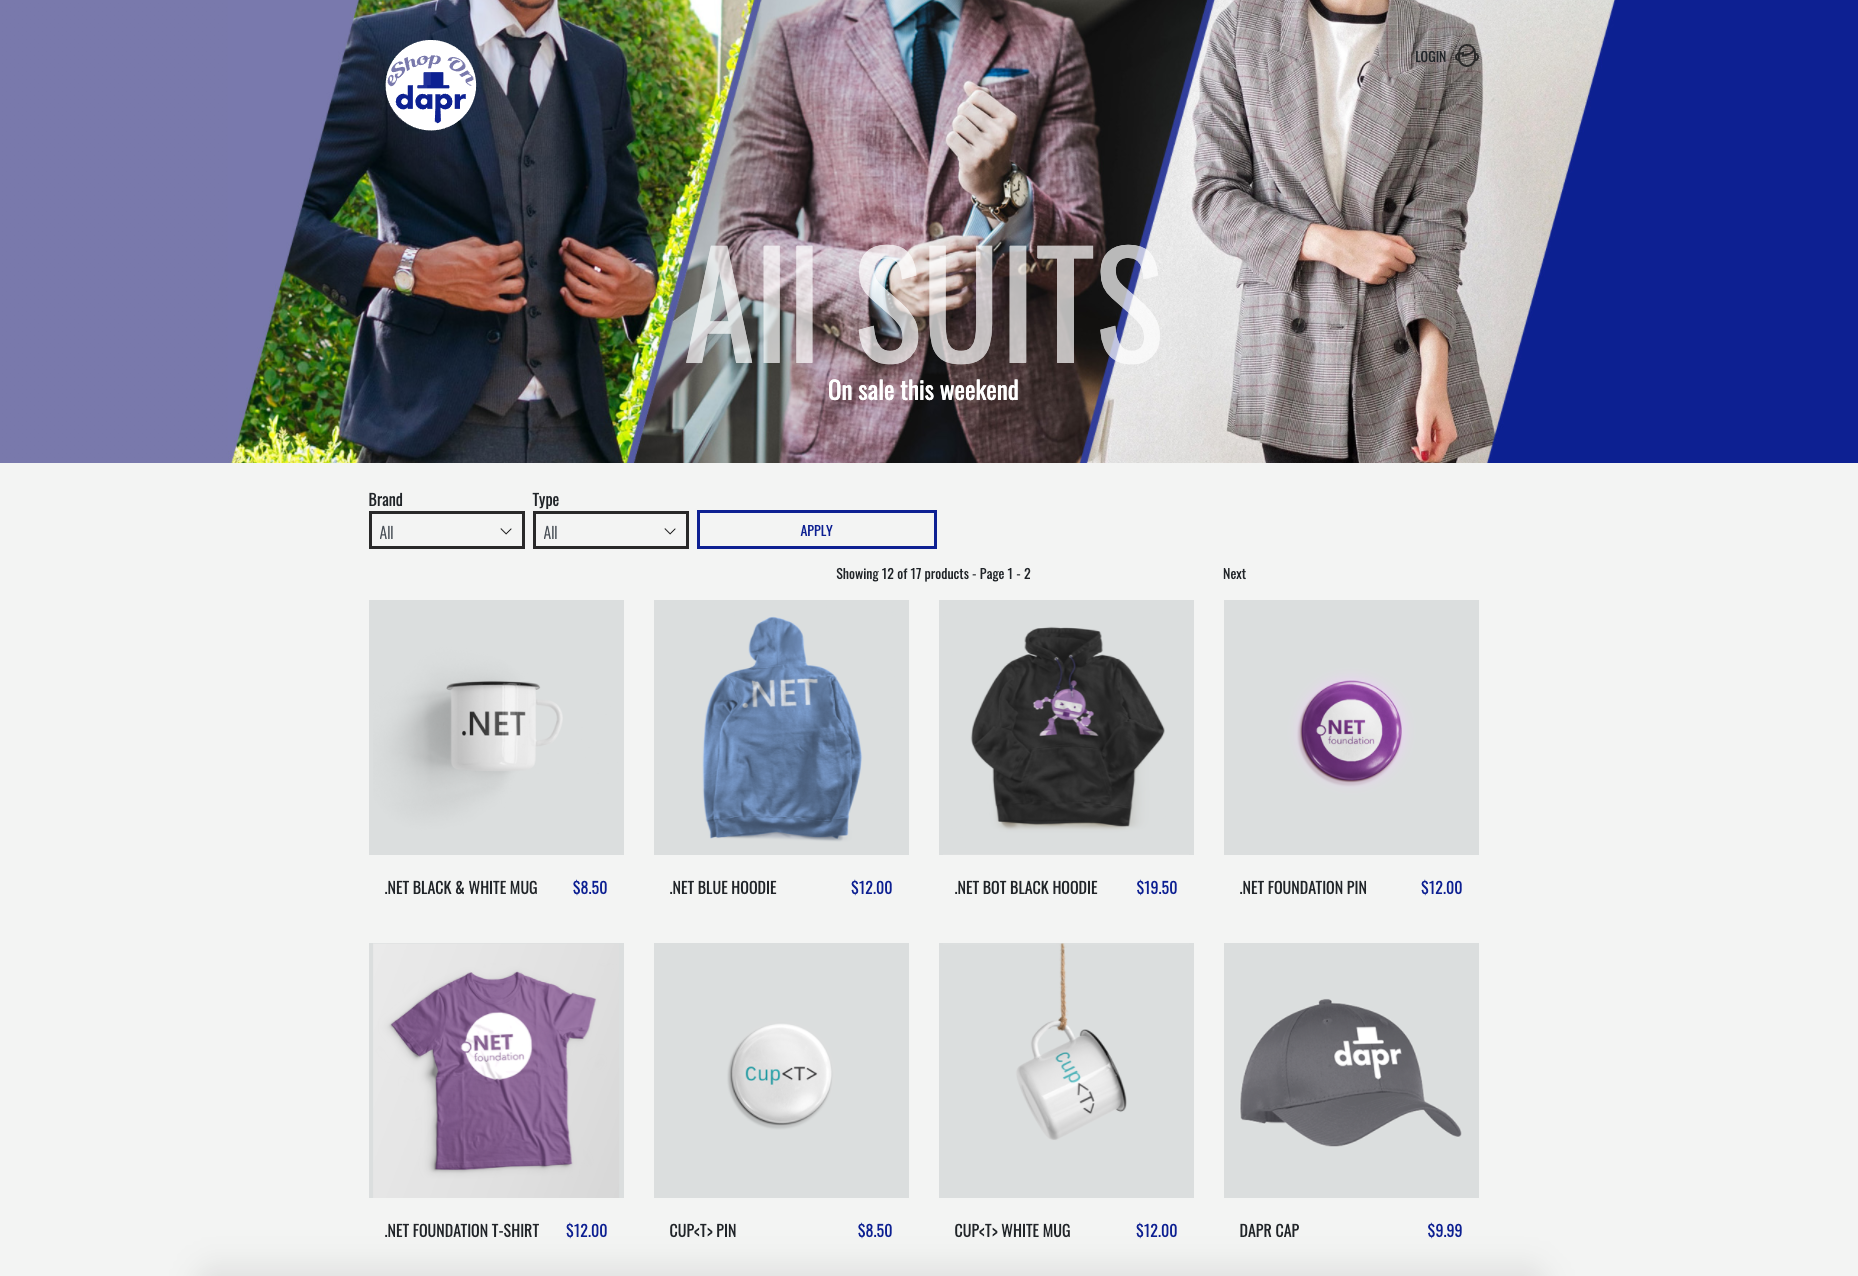 eShop On
dapr
LOGIN
All SUITS
On sale this weekend
Brand
Type
All
All
APPLY
Showing 12 of 17 products - Page 1 - 2
Next
.NET
.NET
.NET
foundation
.NET BLACK & WHITE MUG
$8.50
.NET BLUE HOODIE
$12.00
.NET BOT BLACK HOODIE
$19.50
.NET FOUNDATION PIN
$12.00
.NET
foundation
Cup<T>
Cup<T>
dapr
.NET FOUNDATION T-SHIRT
$12.00
CUP<T> PIN
$8.50
CUP<T> WHITE MUG
$12.00
DAPR CAP
$9.99